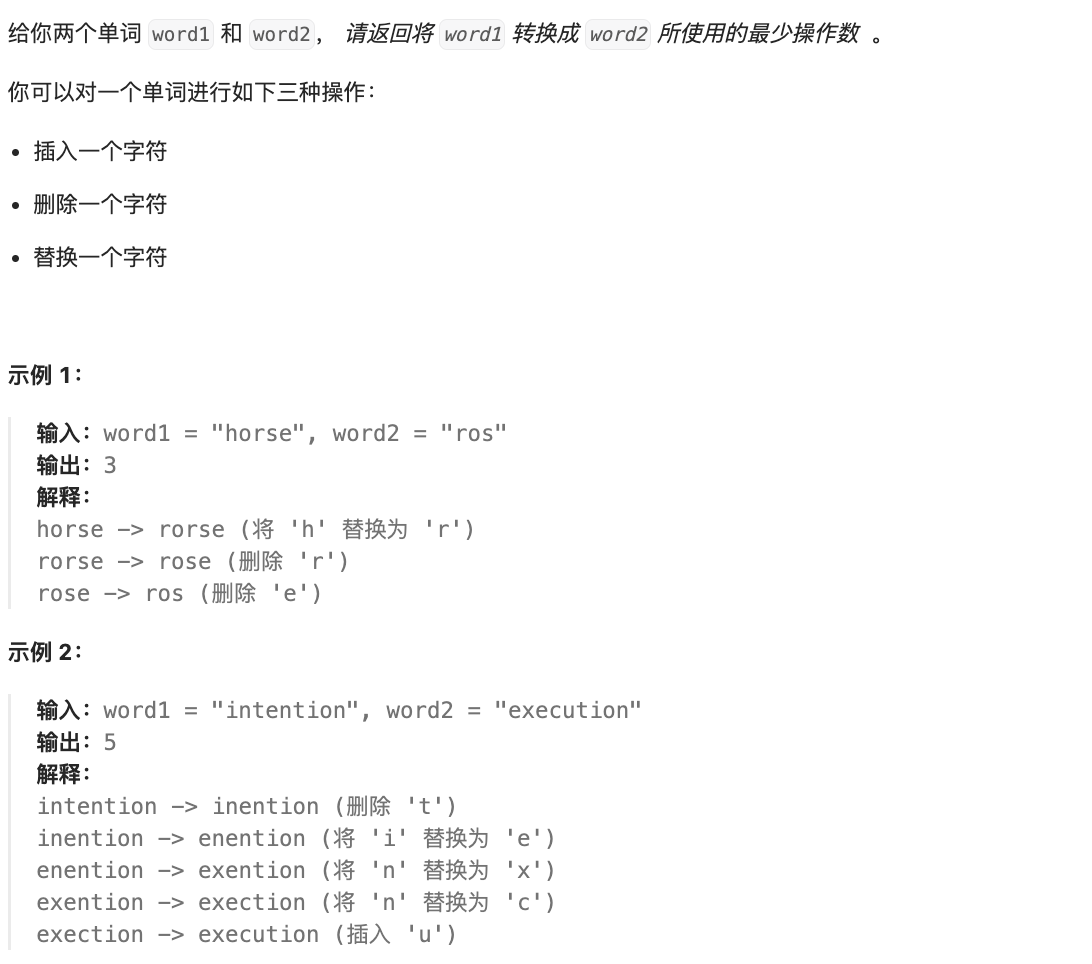 给你两个单词 word1 和 word2， 请返回将 word1 转换成 word2 所使用的最少操作数 。
你可以对一个单词进行如下三种操作：
• 插入一个字符
• 删除一个字符
• 替换一个字符
示例 1：
输入：word1 = "horse", word2 = "ros"
输出：3
解释：
horse -> rorse (将 'h' 替换为 'r')
rorse -> rose (删除 'r')
rose -> ros (删除 'e')
示例 2：
输入：word1 = "intention", word2 = "execution"
输出：5
解释：
intention -> inention (删除 't')
inention -> enention (将 'i' 替换为 'e')
enention -> exention (将 'n' 替换为 'x')
exention -> exection (将 'n' 替换为 'c')
exection -> execution (插入 'u')